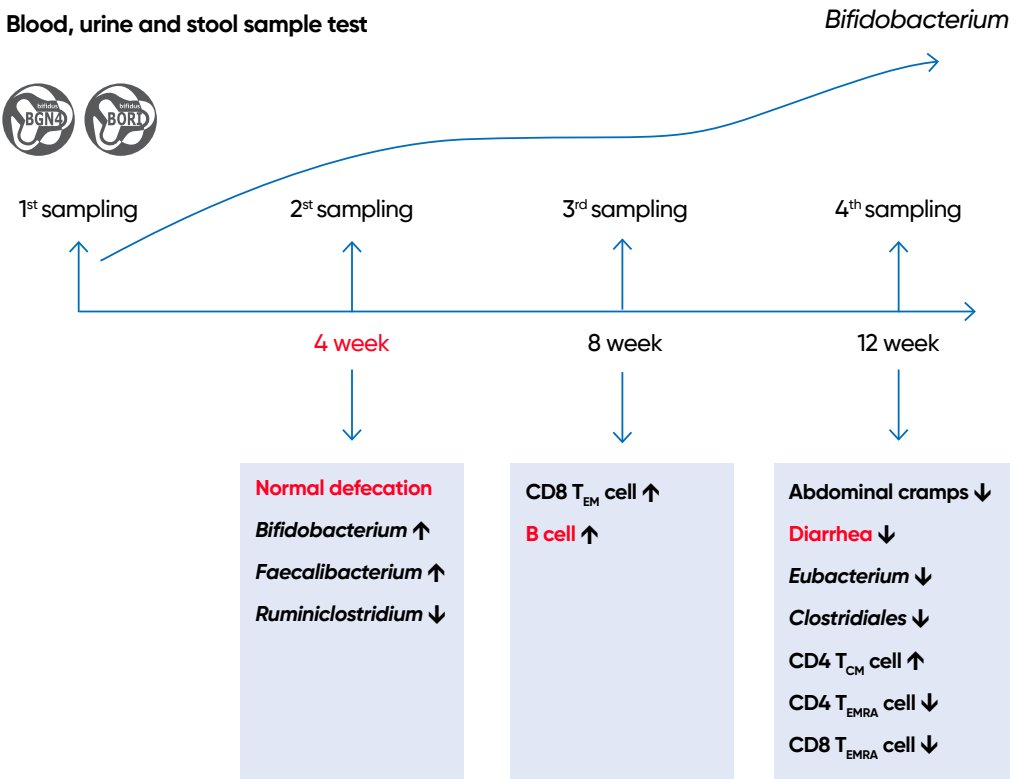 Blood, urine and stool sample test
Bifidobacterium
bifidus
BGN4
bifidus
BORI
1st sampling
2st sampling
3rd sampling
4th sampling
4 week
8 week
12 week
Normal defecation
Bifidobacterium ↑
Faecalibacterium ↑
Ruminiclostridium ↓
CD8 TEM cell ↑
B cell ↑
Abdominal cramps ↓
Diarrhea ↓
Eubacterium ↓
Clostridiales ↓
CD4 TCM cell ↑
CD4 TEMRA cell ↓
CD8 TEMRA cell ↓